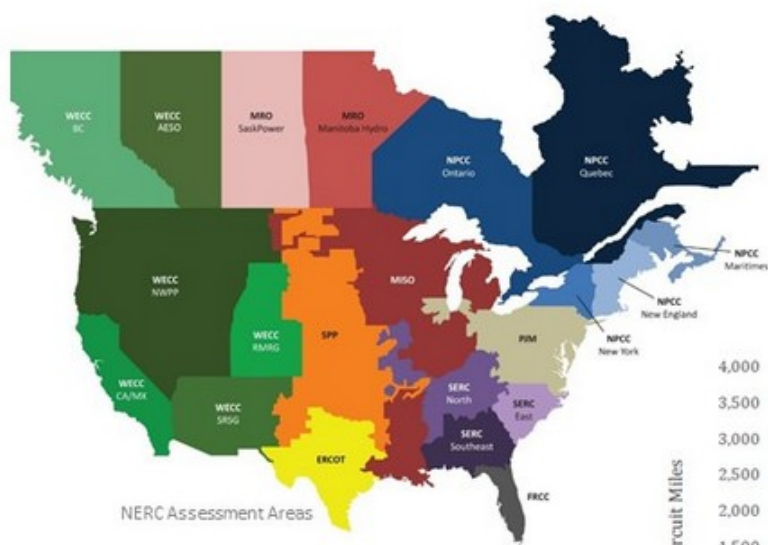 WECC
BC
WECC
AESO
MRO
SaskPower
MRO
Manitoba Hydro
NPCC
Ontario
NPCC
Quebec
NPCC
Maritimes
NPCC
New England
NPCC
New York
WECC
NWPP
WECC
RMRG
MISO
SPP
PJM
WECC
CA/MX
WECC
SRSG
SERC
North
SERC
East
SERC
Southeast
ERCOT
FRCC
NERC Assessment Areas
4,000
3,500
3,000
2,500
2,000
rcuit Miles